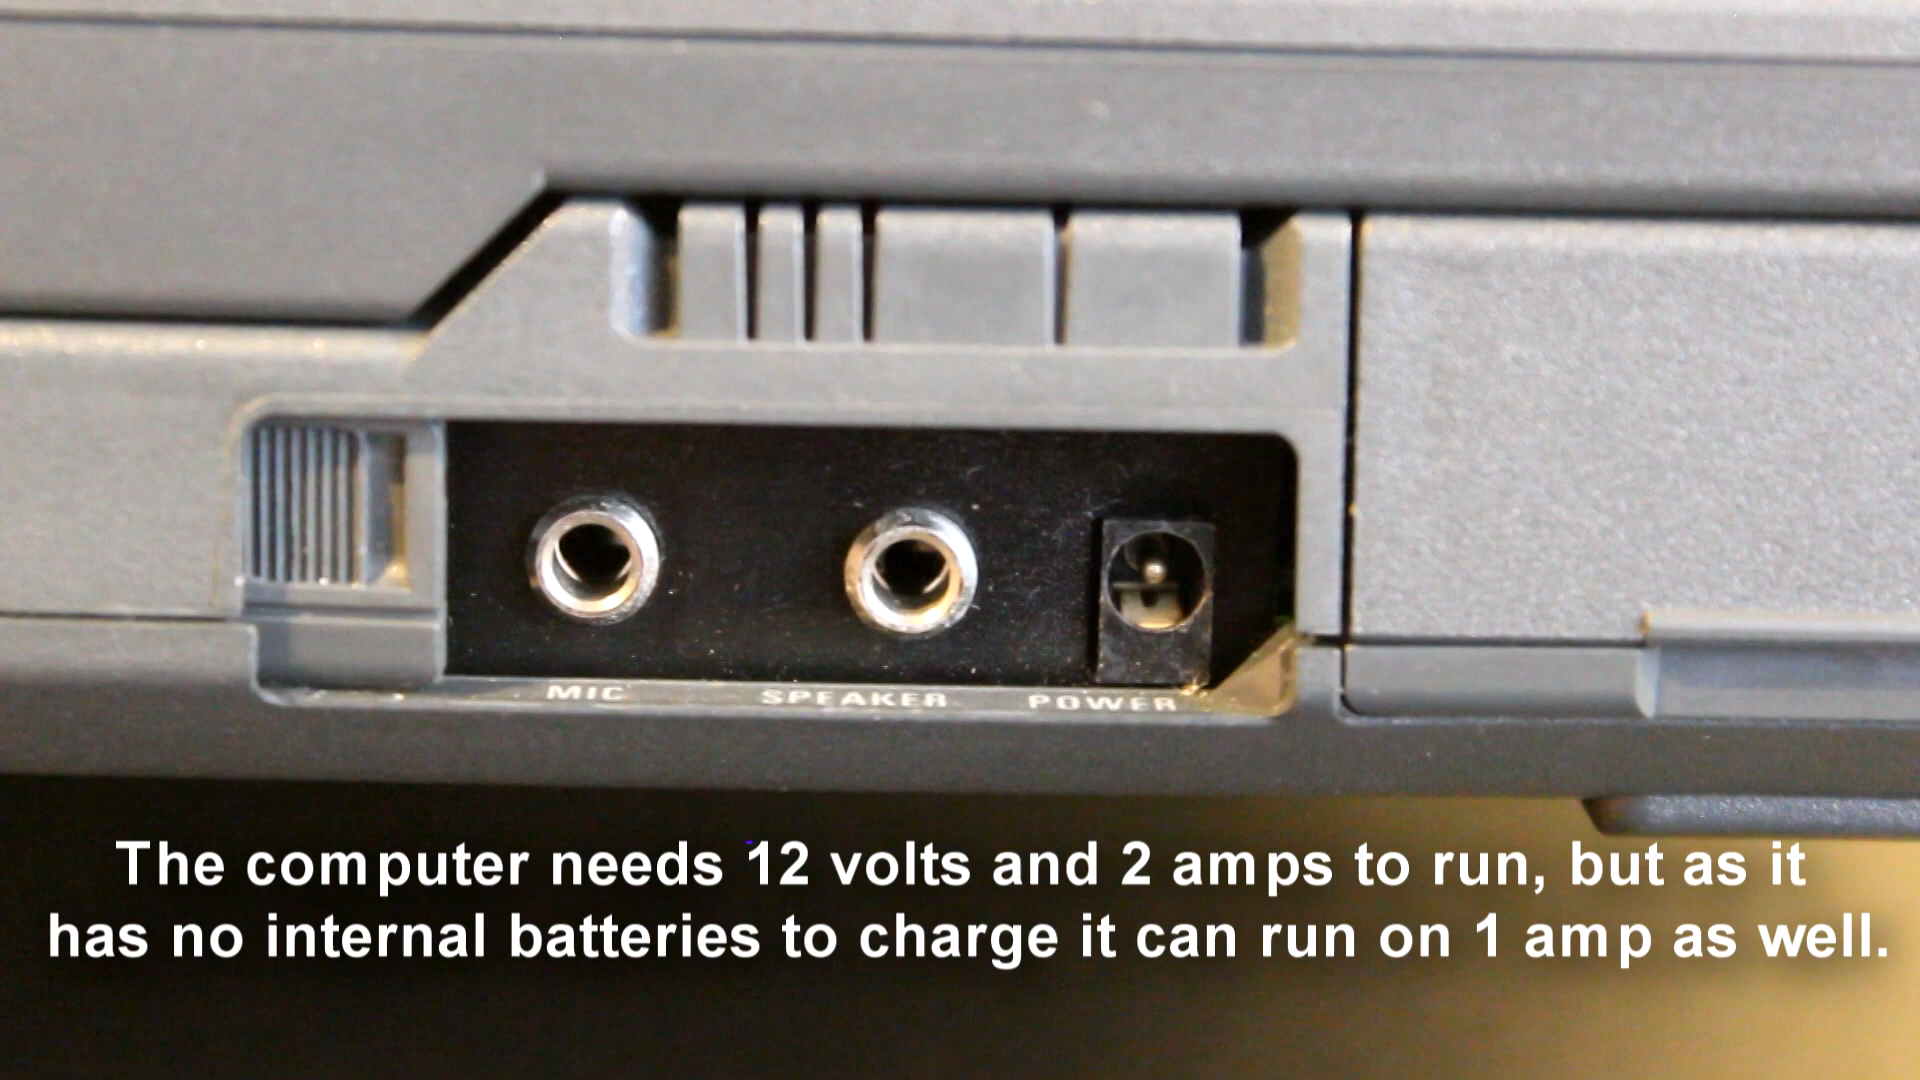 MIC SPEAKER POWER
The computer needs 12 volts and 2 amps to run, but as it
has no internal batteries to charge it can run on 1 amp as well.